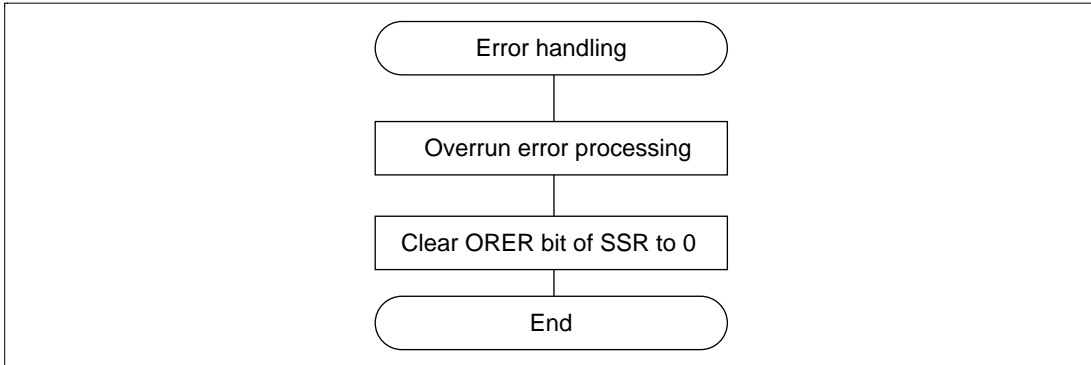 Error handling
Overrun error processing
Clear ORER bit of SSR to 0
End